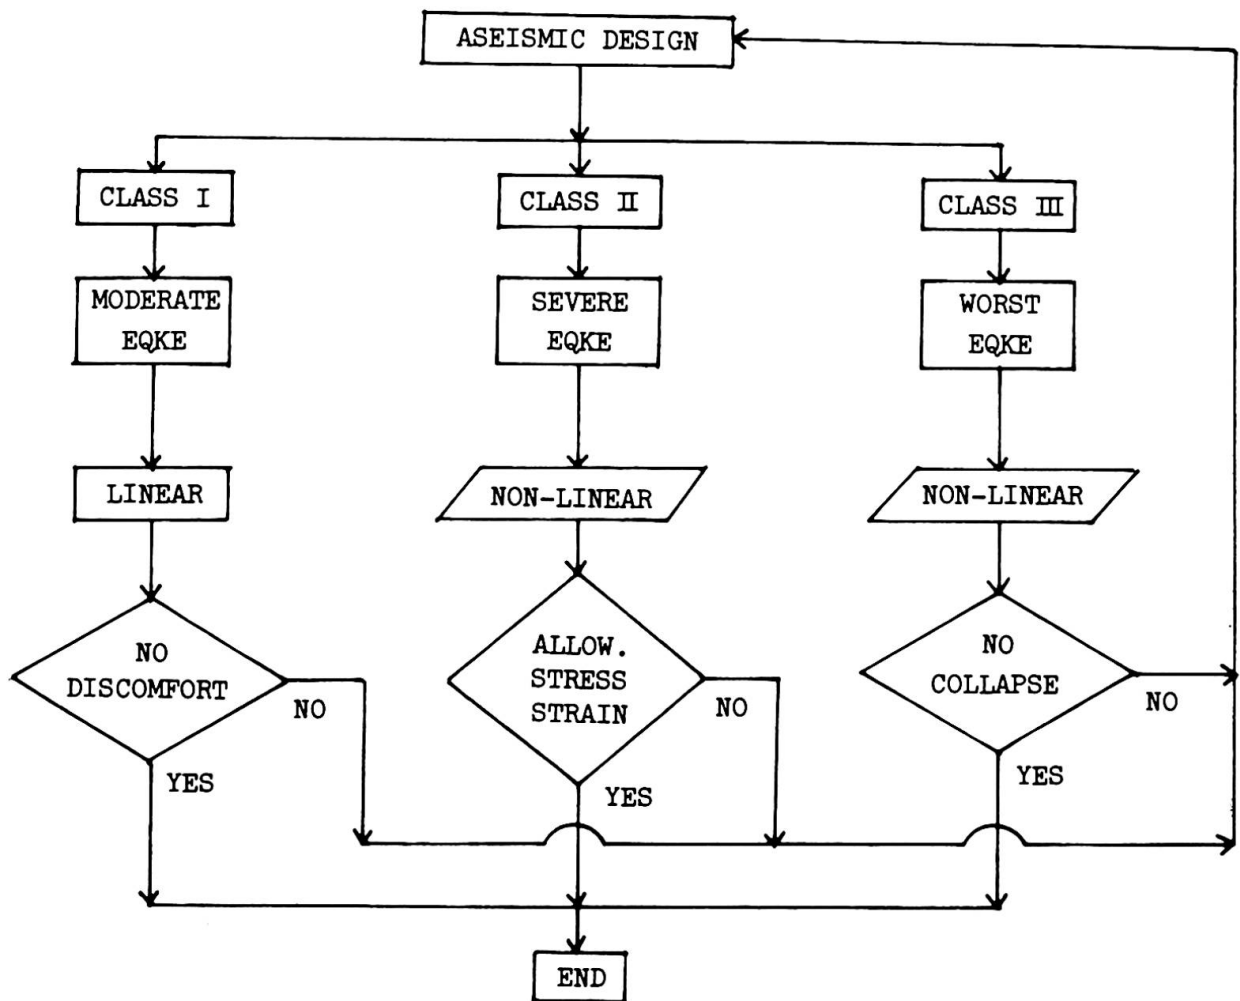 ASEISMIC DESIGN
CLASS I
CLASS II
CLASS III
MODERATE
EQKE
SEVERE
EQKE
WORST
EQKE
LINEAR
NON-LINEAR
NON-LINEAR
NO
DISCOMFORT
NO
YES
ALLOW.
STRESS
STRAIN
NO
YES
NO
COLLAPSE
NO
YES
END